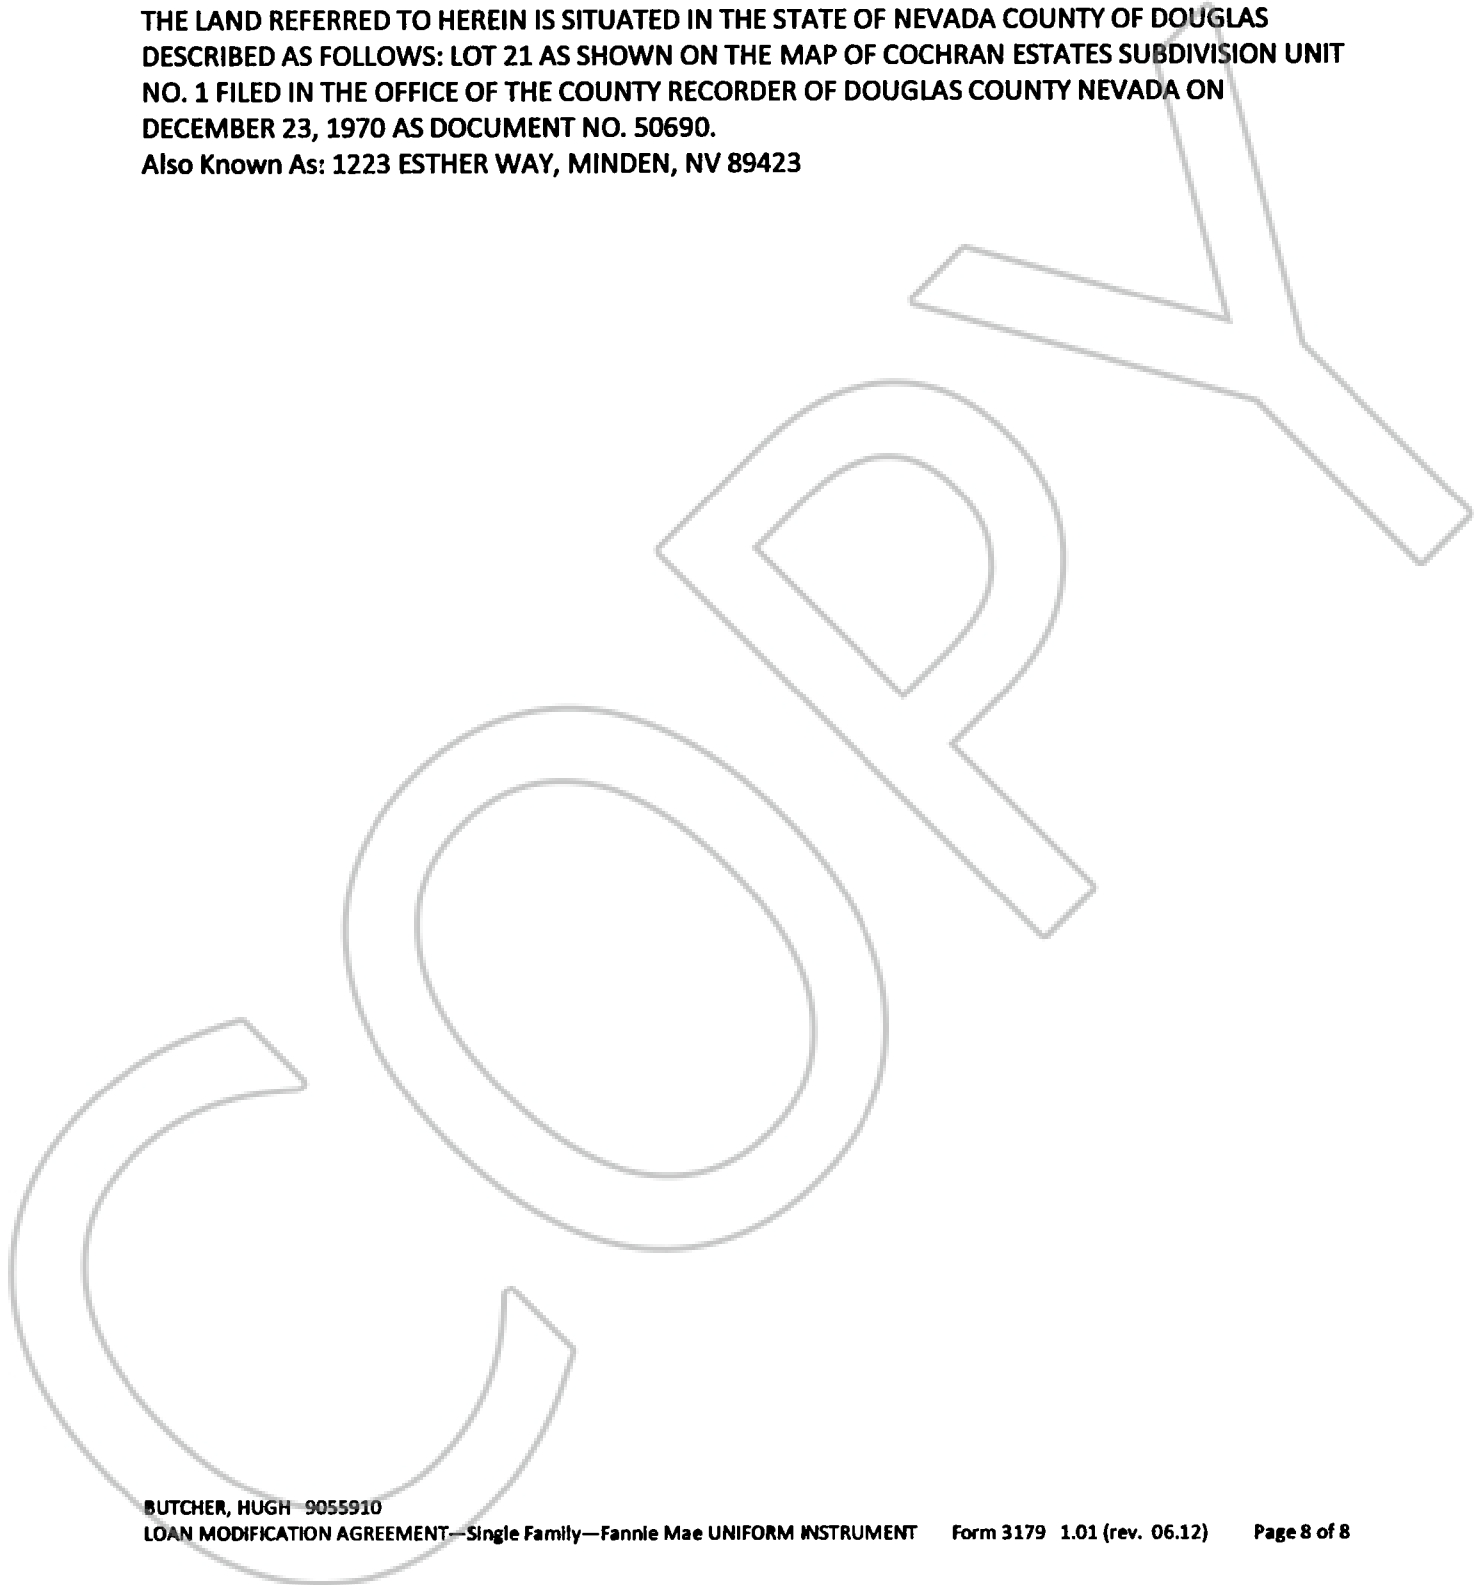 THE LAND REFERRED TO HEREIN IS SITUATED IN THE STATE OF NEVADA COUNTY OF DOUGLAS
DESCRIBED AS FOLLOWS: LOT 21 AS SHOWN ON THE MAP OF COCHRAN ESTATES SUBDIVISION UNIT
NO. 1 FILED IN THE OFFICE OF THE COUNTY RECORDER OF DOUGLAS COUNTY NEVADA ON
DECEMBER 23, 1970 AS DOCUMENT NO. 50690.
Also Known As: 1223 ESTHER WAY, MINDEN, NV 89423
COPY
BUTCHER, HUGH 9055910
LOAN MODIFICATION AGREEMENT—Single Family—Fannie Mae UNIFORM INSTRUMENT Form 3179 1.01 (rev. 06.12) Page 8 of 8